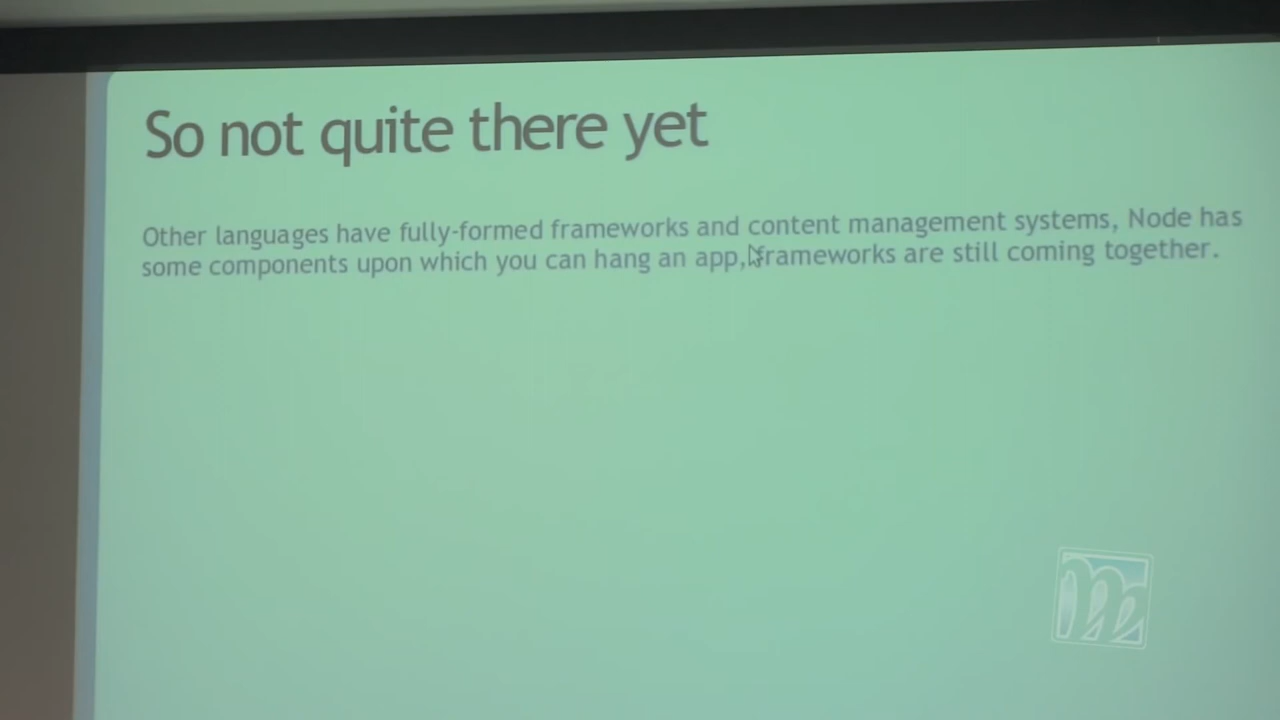 So not quite there yet
Other languages have fully-formed frameworks and content management systems, Node has
some components upon which you can hang an app, frameworks are still coming together.